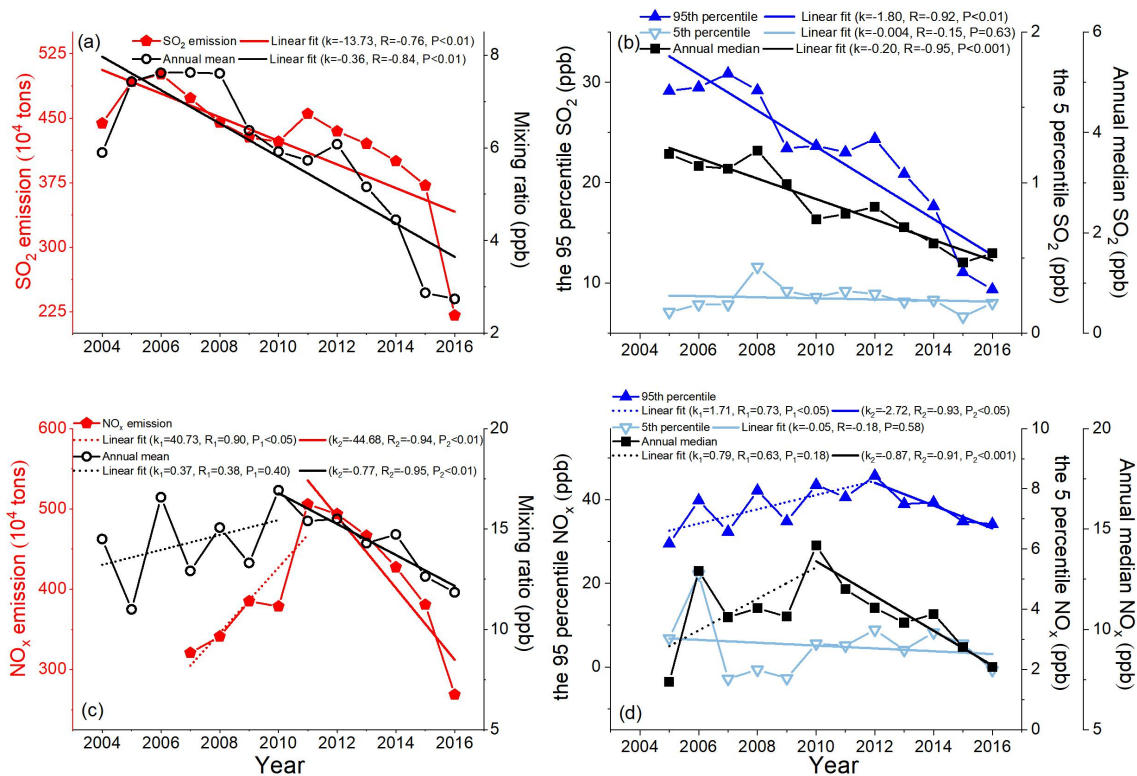 (a)
SO₂ emission
Linear fit (k=-13.73, R=-0.76, P<0.01)
Annual mean
Linear fit (k=-0.36, R=-0.84, P<0.01)
525
450
375
300
225
SO₂ emission (10⁴ tons)
8
6
4
2
Mixing ratio (ppb)
2004 2006 2008 2010 2012 2014 2016
(b)
95th percentile
Linear fit (k=-1.80, R=-0.92, P<0.01)
5th percentile
Linear fit (k=-0.004, R=-0.15, P=0.63)
Annual median
Linear fit (k=-0.20, R=-0.95, P<0.001)
30
20
10
0
the 95 percentile SO₂ (ppb)
2
1
0
the 5 percentile SO₂ (ppb)
6
4
2
0
Annual median SO₂ (ppb)
2004 2006 2008 2010 2012 2014 2016
NOₓ emission
Linear fit (k₁=40.73, R₁=0.90, P₁<0.05)
(k₂=-44.68, R₂=-0.94, P₂<0.01)
Annual mean
Linear fit (k₁=0.37, R₁=0.38, P₁=0.40)
(k₂=-0.77, R₂=-0.95, P₂<0.01)
600
500
400
300
NOₓ emission (10⁴ tons)
20
15
10
5
Mixing ratio (ppb)
(c)
2004 2006 2008 2010 2012 2014 2016
Year
95th percentile
Linear fit (k₁=1.71, R₁=0.73, P₁<0.05)
(k₂=-2.72, R₂=-0.93, P₂<0.05)
5th percentile
Linear fit (k=-0.05, R=-0.18, P=0.58)
Annual median
Linear fit (k₁=0.79, R₁=0.63, P₁=0.18)
(k₂=-0.87, R₂=-0.91, P₂<0.001)
40
20
0
the 95 percentile NOₓ (ppb)
10
8
6
4
2
0
the 5 percentile NOₓ (ppb)
20
15
10
5
Annual median NOₓ (ppb)
(d)
2004 2006 2008 2010 2012 2014 2016
Year